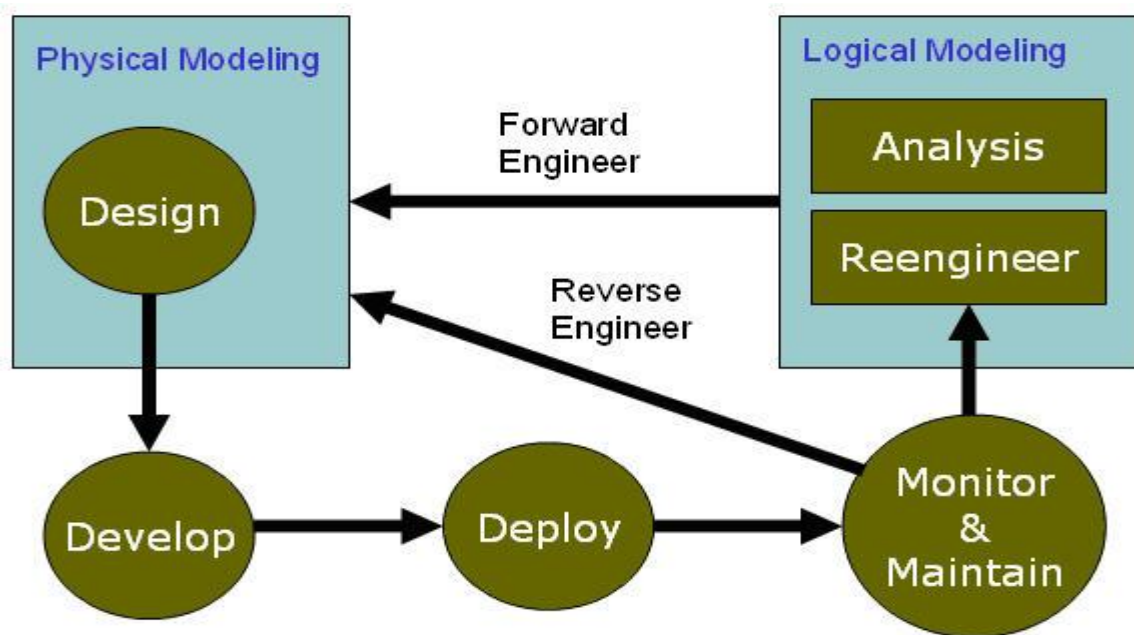 Physical Modeling
Logical Modeling
Forward
Engineer
Analysis
Design
Reengineer
Reverse
Engineer
Develop
Deploy
Monitor
&
Maintain